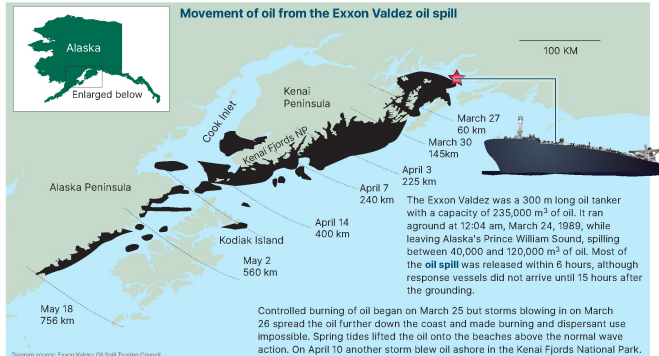 Movement of oil from the Exxon Valdez oil spill
Alaska
Enlarged below
100 KM
Cook Inlet
Kenai
Peninsula
Kenai Fjords NP
March 27
60 km
March 30
145km
April 3
225 km
April 7
240 km
April 14
400 km
Alaska Peninsula
Kodiak Island
May 2
560 km
May 18
756 km
The Exxon Valdez was a 300 m long oil tanker
with a capacity of 235,000 m³ of oil. It ran
aground at 12:04 am, March 24, 1989, while
leaving Alaska's Prince William Sound, spilling
between 40,000 and 120,000 m³ of oil. Most of
the oil spill was released within 6 hours, although
response vessels did not arrive until 15 hours after
the grounding.
Controlled burning of oil began on March 25 but storms blowing in on March
26 spread the oil further down the coast and made burning and dispersant use
impossible. Spring tides lifted the oil onto the beaches above the normal wave
action. On April 10 another storm blew oil ashore in the Kenai Fjords National Park.
Diagram source: Exxon Valdez Oil Spill Trustee Council